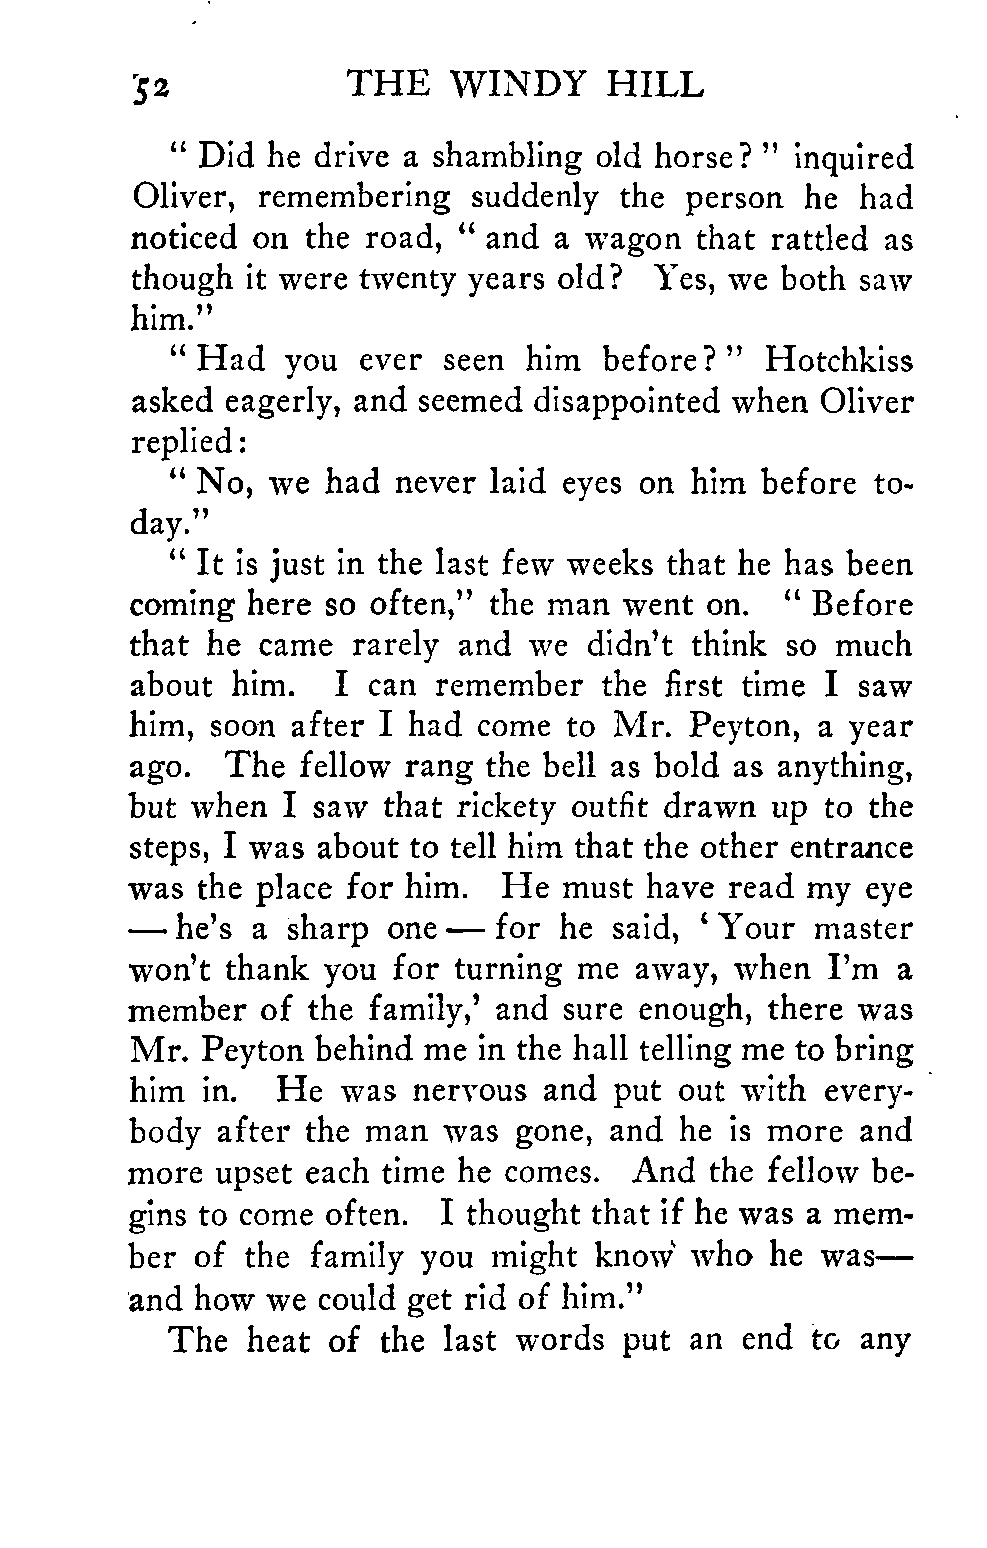 52 THE WINDY HILL
“ Did he drive a shambling old horse? ” inquired
Oliver, remembering suddenly the person he had
noticed on the road, “ and a wagon that rattled as
though it were twenty years old? Yes, we both saw
him.”
“ Had you ever seen him before? ” Hotchkiss
asked eagerly, and seemed disappointed when Oliver
replied:
“ No, we had never laid eyes on him before to-
day.”
“ It is just in the last few weeks that he has been
coming here so often,” the man went on. “ Before
that he came rarely and we didn’t think so much
about him. I can remember the first time I saw
him, soon after I had come to Mr. Peyton, a year
ago. The fellow rang the bell as bold as anything,
but when I saw that rickety outfit drawn up to the
steps, I was about to tell him that the other entrance
was the place for him. He must have read my eye
— he’s a sharp one — for he said, ‘ Your master
won’t thank you for turning me away, when I’m a
member of the family,’ and sure enough, there was
Mr. Peyton behind me in the hall telling me to bring
him in. He was nervous and put out with every-
body after the man was gone, and he is more and
more upset each time he comes. And the fellow be-
gins to come often. I thought that if he was a mem-
ber of the family you might know who he was—
and how we could get rid of him.”
The heat of the last words put an end to any